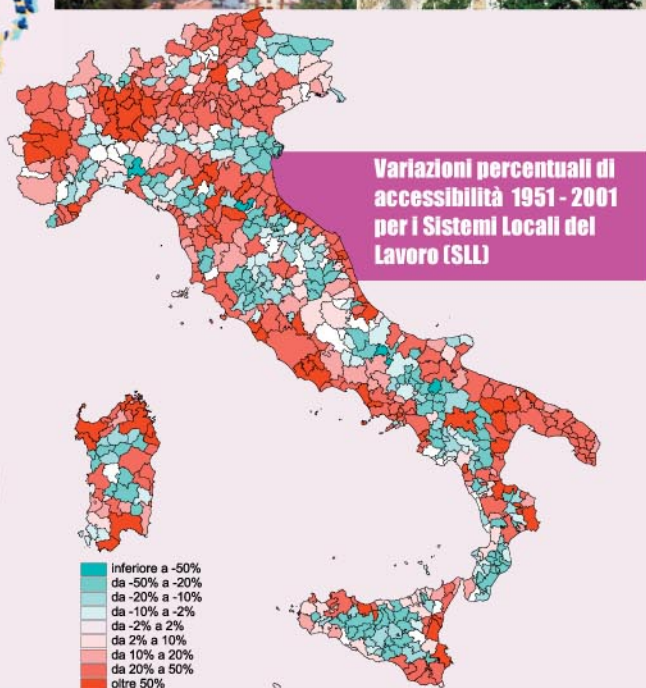 Variazioni percentuali di
accessibilità 1951 - 2001
per i Sistemi Locali del
Lavoro (SLL)
inferiore a -50%
da -50% a -20%
da -20% a -10%
da -10% a -2%
da -2% a 2%
da 2% a 10%
da 10% a 20%
da 20% a 50%
oltre 50%